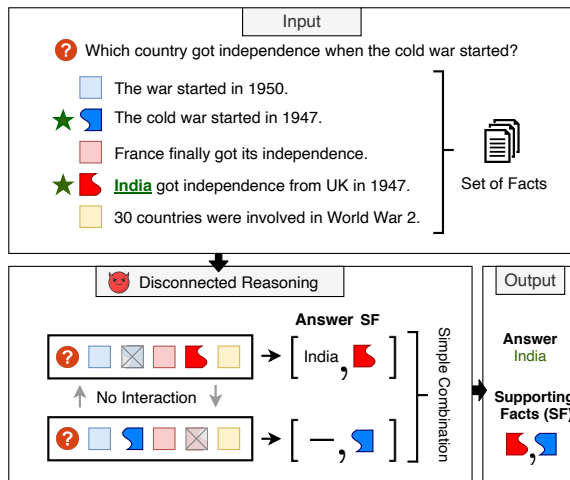 Input
? Which country got independence when the cold war started?
The war started in 1950.
The cold war started in 1947.
France finally got its independence.
India got independence from UK in 1947.
30 countries were involved in World War 2.
Set of Facts
Disconnected Reasoning
Answer SF
?
[ India, ]
No Interaction
?
[ —, ]
Simple Combination
Output
Answer
India
Supporting
Facts (SF)
,